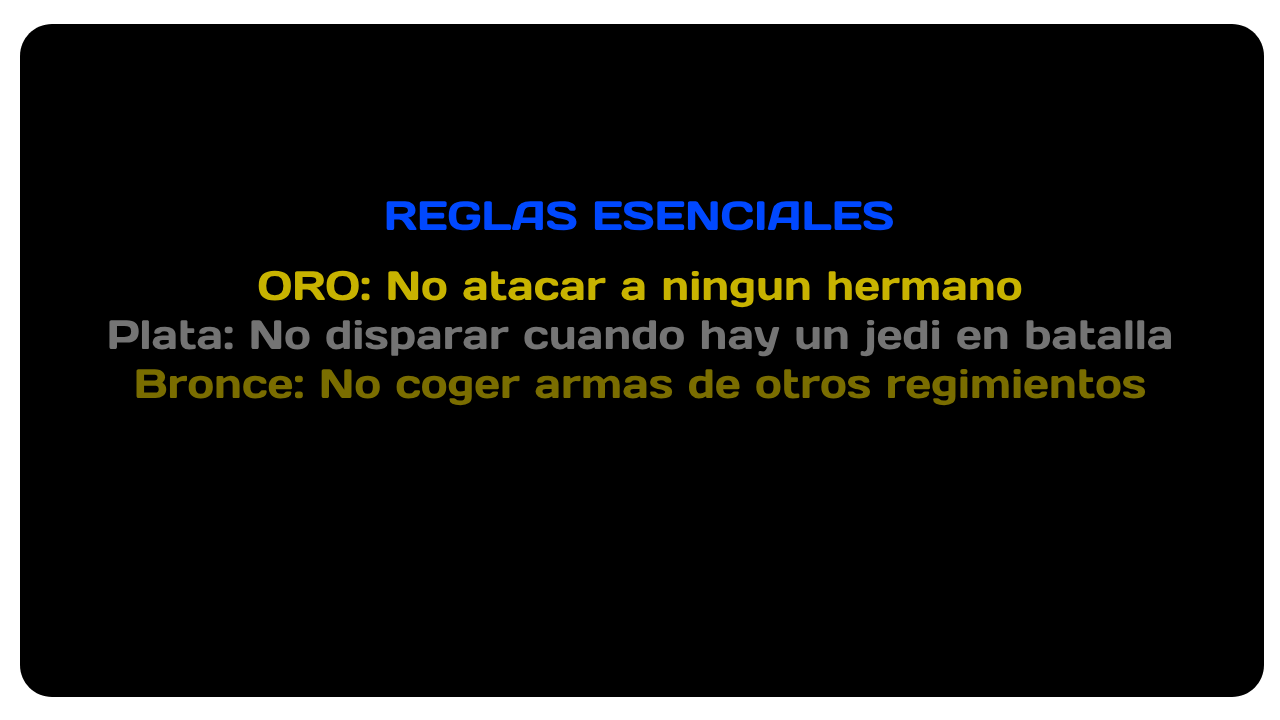 REGLAS ESENCIALES
ORO: No atacar a ningun hermano
Plata: No disparar cuando hay un jedi en batalla
Bronce: No coger armas de otros regimientos